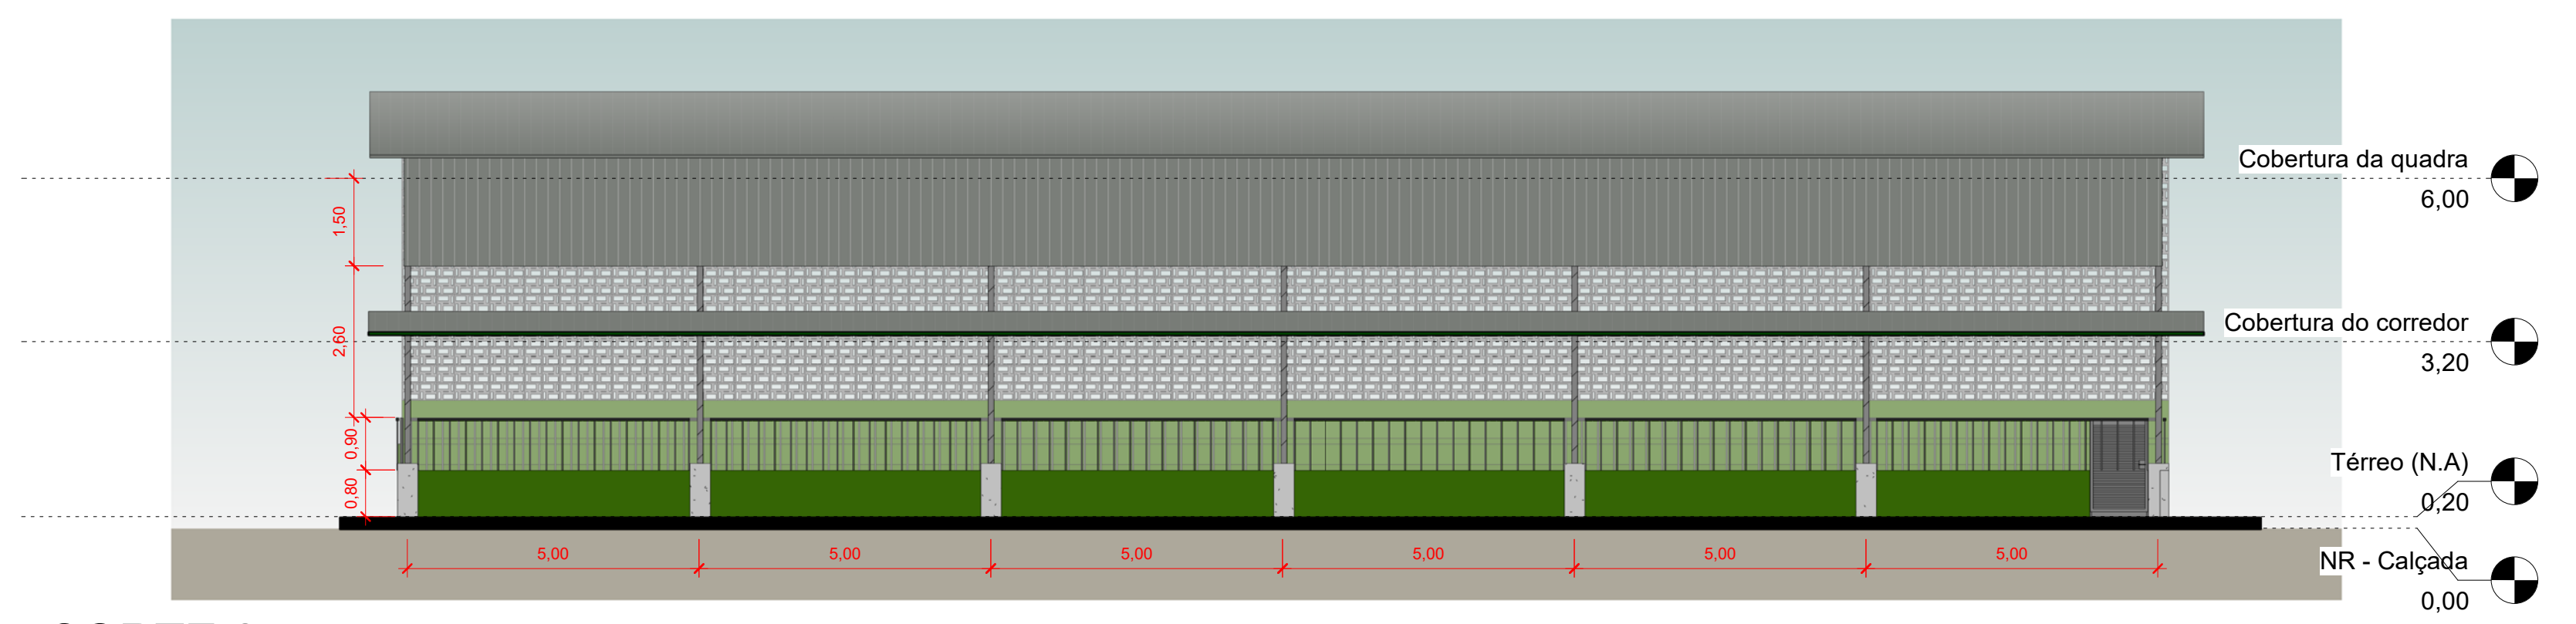 Cobertura da quadra
6,00
1,50
Cobertura do corredor
3,20
2,60
0,90
0,80
Térreo (N.A)
0,20
5,00 5,00 5,00 5,00 5,00 5,00
NR - Calçada
0,00